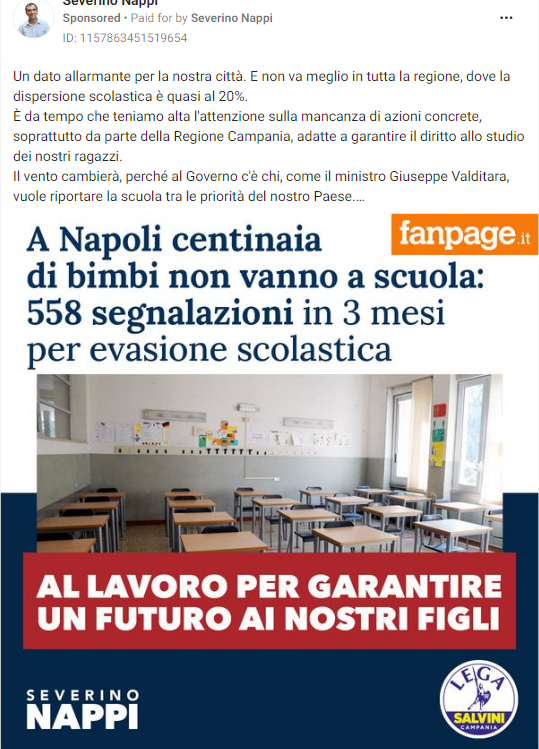 Severino Nappi
Sponsored • Paid for by Severino Nappi
ID: 1157863451519654
Un dato allarmante per la nostra città. E non va meglio in tutta la regione, dove la
dispersione scolastica è quasi al 20%.
È da tempo che teniamo alta l'attenzione sulla mancanza di azioni concrete,
soprattutto da parte della Regione Campania, adatte a garantire il diritto allo studio
dei nostri ragazzi.
Il vento cambierà, perché al Governo c'è chi, come il ministro Giuseppe Valditara,
vuole riportare la scuola tra le priorità del nostro Paese....
fanpage.it
A Napoli centinaia
di bimbi non vanno a scuola:
558 segnalazioni in 3 mesi
per evasione scolastica
AL LAVORO PER GARANTIRE
UN FUTURO AI NOSTRI FIGLI
SEVERINO
NAPPI
LEGA
SALVINI
CAMPANIA